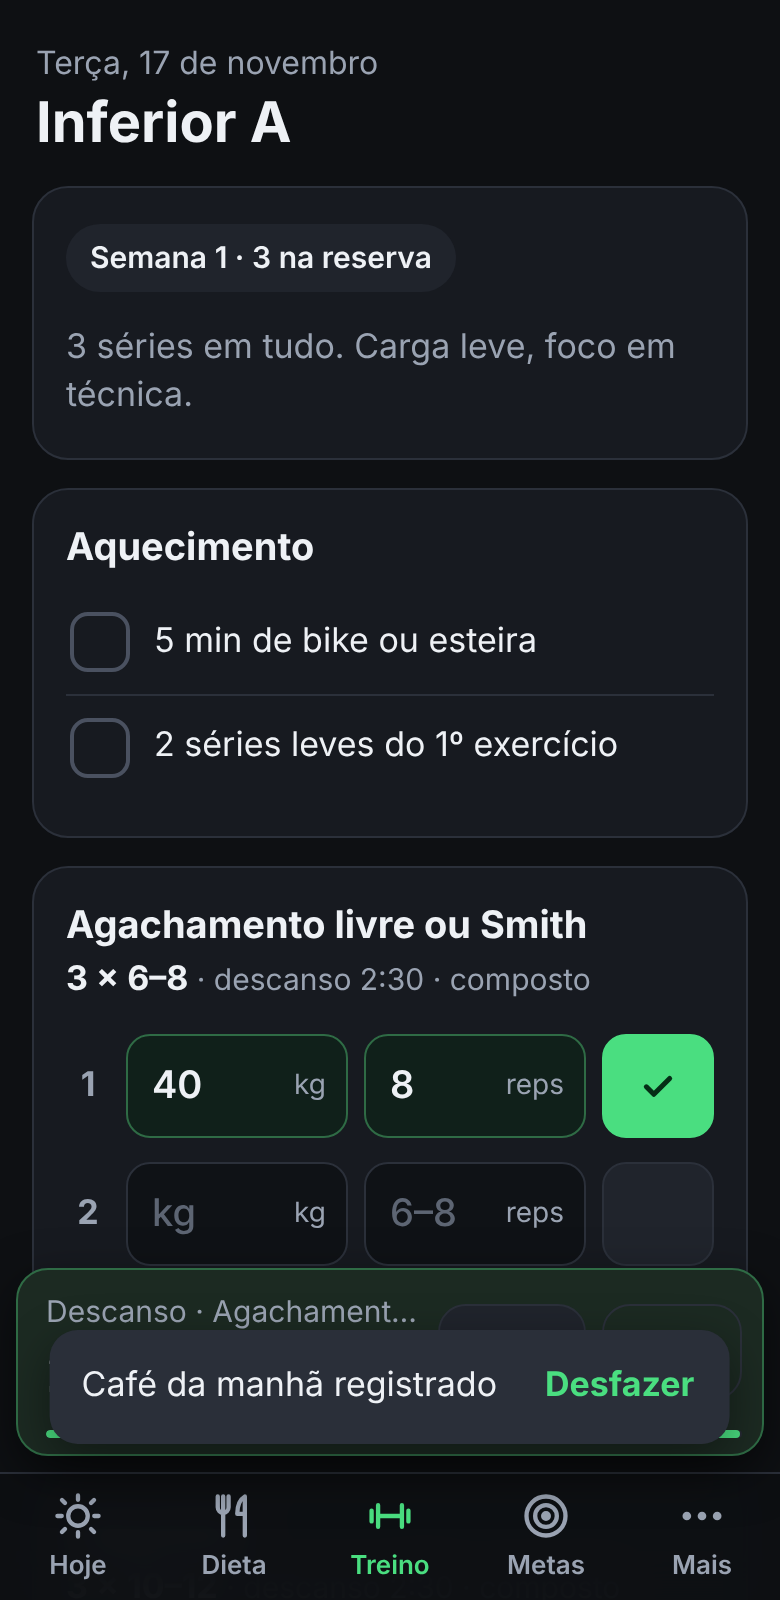 Terça, 17 de novembro
Inferior A
Semana 1 · 3 na reserva
3 séries em tudo. Carga leve, foco em
técnica.
Aquecimento
5 min de bike ou esteira
2 séries leves do 1º exercício
Agachamento livre ou Smith
3 × 6–8 · descanso 2:30 · composto
1 40 kg 8 reps
2 kg kg 6–8 reps
Descanso · Agachament...
Café da manhã registrado Desfazer
Hoje Dieta Treino Metas Mais